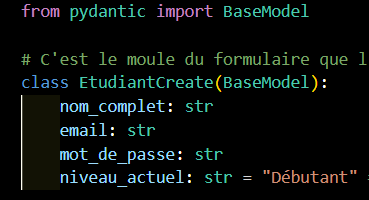 from pydantic import BaseModel
# C'est le moule du formulaire que l
class EtudiantCreate(BaseModel):
nom_complet: str
email: str
mot_de_passe: str
niveau_actuel: str = "Débutant"